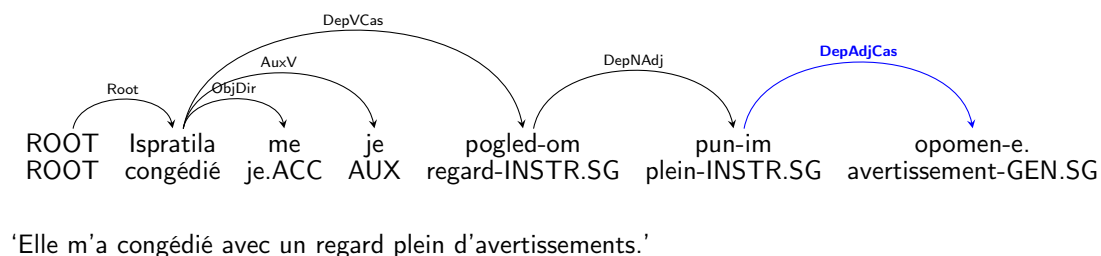 DepVCas
AuxV
DepNAdj
DepAdjCas
Root
ObjDir
ROOT Ispratila me je pogled-om pun-im opomen-e.
ROOT congédié je.ACC AUX regard-INSTR.SG plein-INSTR.SG avertissement-GEN.SG
‘Elle m’a congédié avec un regard plein d’avertissements.’